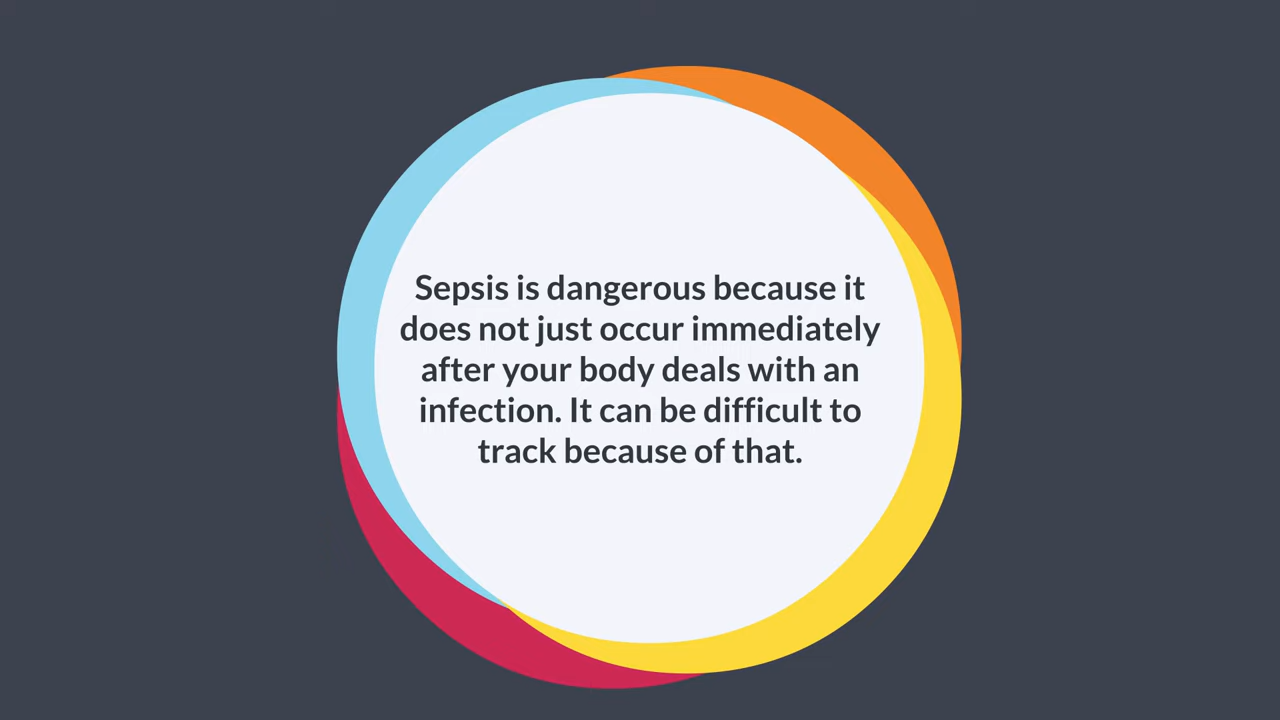 Sepsis is dangerous because it
does not just occur immediately
after your body deals with an
infection. It can be difficult to
track because of that.